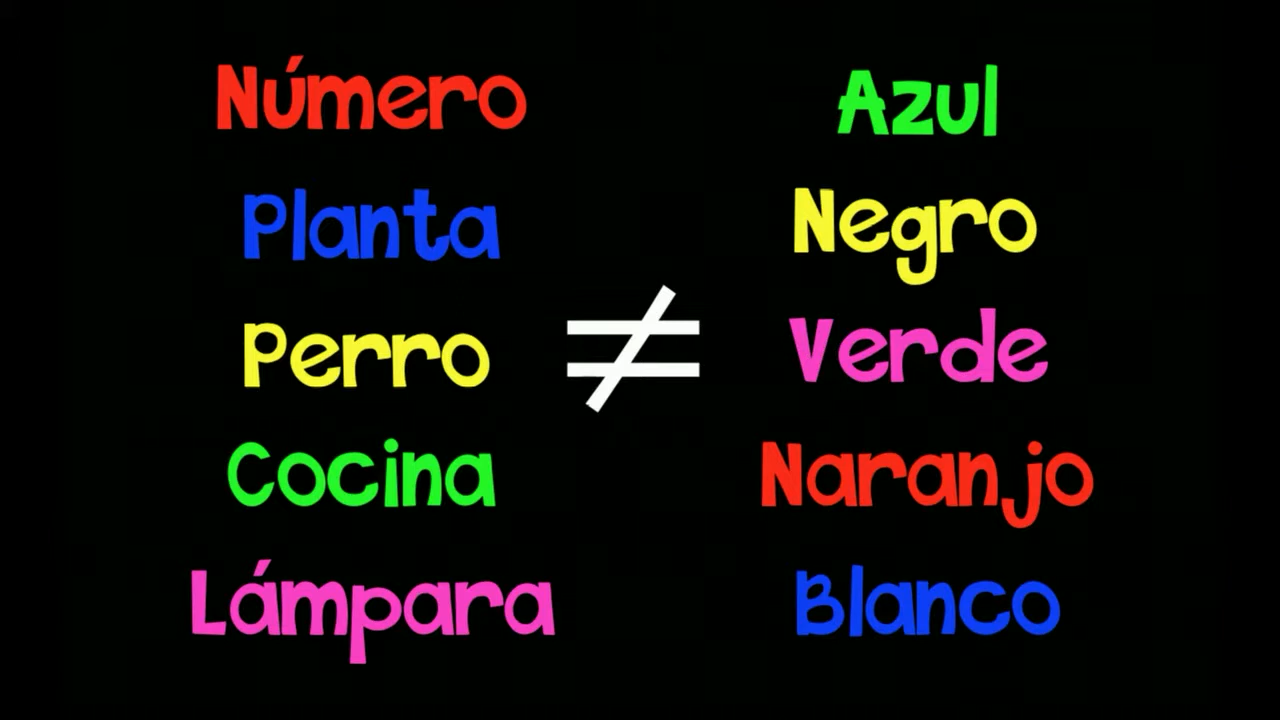 Número
Planta
Perro
Cocina
Lámpara
≠
Azul
Negro
Verde
Naranjo
Blanco